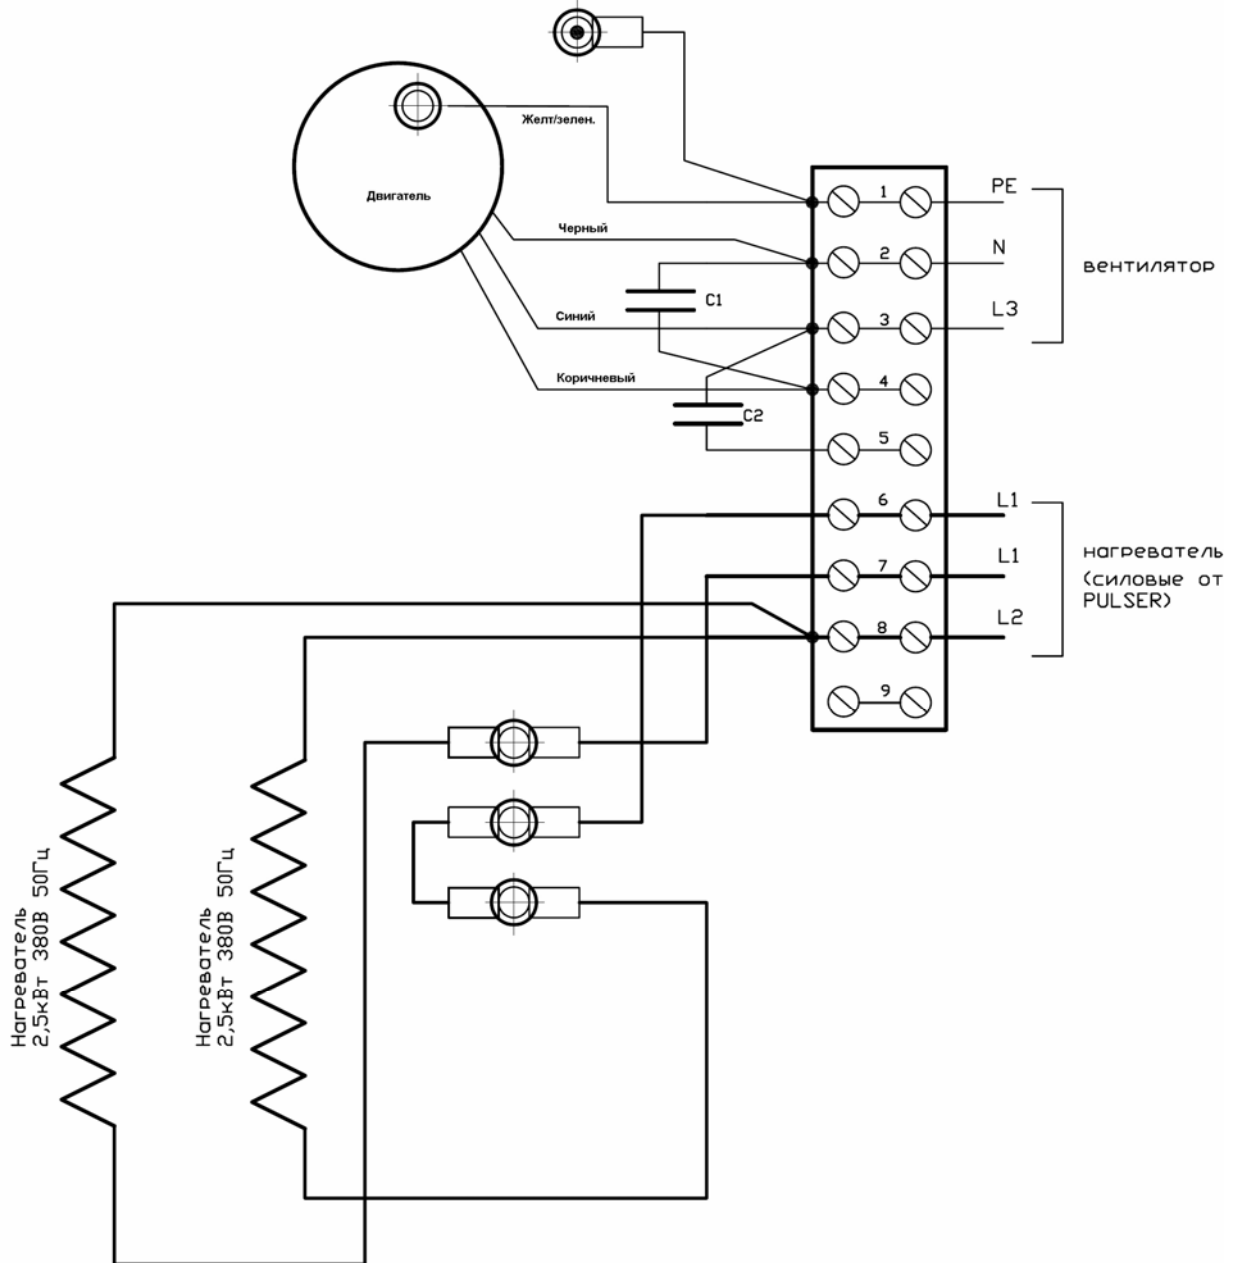 Желт/зелен.
Двигатель
Черный
C1
Синий
Коричневый
C2
1
2
3
4
5
6
7
8
9
PE
N
L3
вентилятор
L1
L1
L2
нагреватель
(силовые от
PULSER)
Нагреватель
2,5кВт 380В 50Гц
Нагреватель
2,5кВт 380В 50Гц